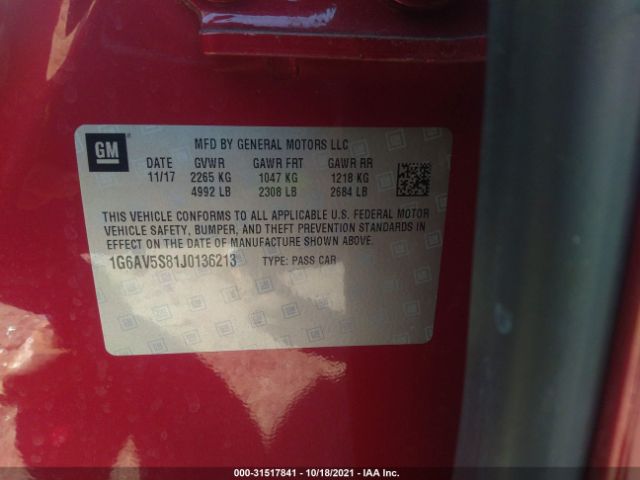 GM
MFD BY GENERAL MOTORS LLC
DATE GVWR GAWR FRT GAWR RR
11/17 2265 KG 1047 KG 1218 KG
4992 LB 2308 LB 2684 LB
THIS VEHICLE CONFORMS TO ALL APPLICABLE U.S. FEDERAL MOTOR
VEHICLE SAFETY, BUMPER, AND THEFT PREVENTION STANDARDS
IN EFFECT ON THE DATE OF MANUFACTURE SHOWN ABOVE.
1G6AV5S81J0136213 TYPE: PASS CAR
000-31517841 - 10/18/2021 - IAA Inc.